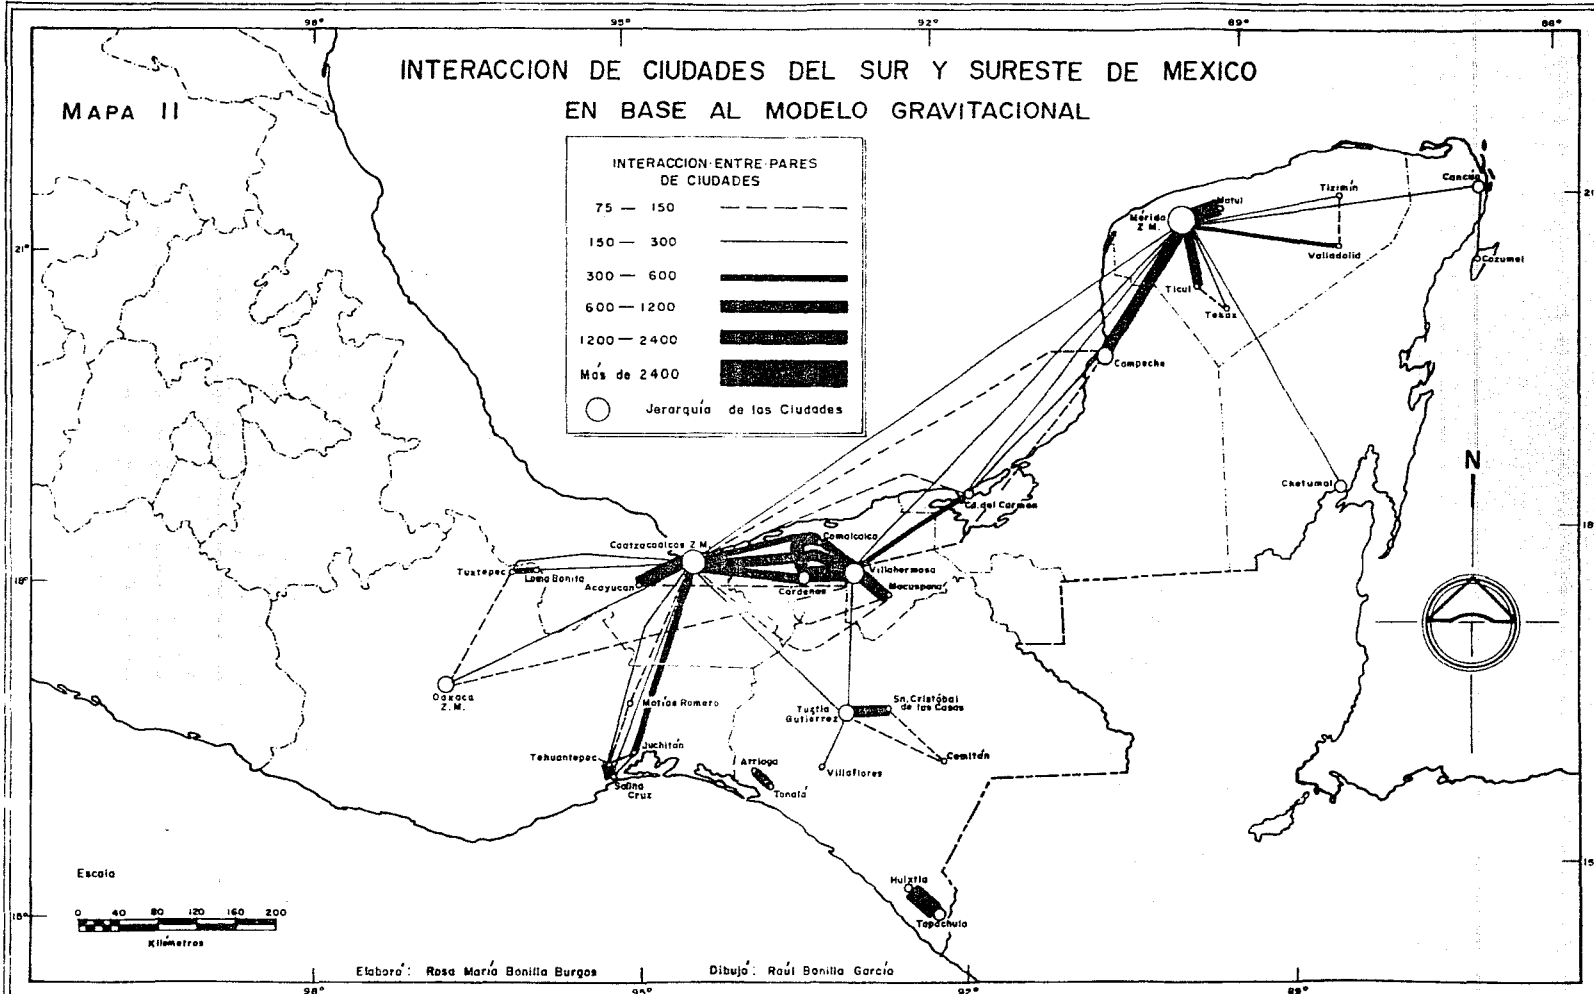 98° 95° 92° 89° 86°
INTERACCION DE CIUDADES DEL SUR Y SURESTE DE MEXICO
EN BASE AL MODELO GRAVITACIONAL
MAPA II
INTERACCION ENTRE PARES
DE CIUDADES
75 — 150
150 — 300
300 — 600
600 — 1200
1200 — 2400
Más de 2400
Jerarquía de las Ciudades
Cancún
Tizimín
Motul
Mérida
Z.M.
21°
Valladolid
Cozumel
Ticul
Tekax
Campeche
N
Chetumal
Cd. del Carmen
18°
Comalcalco
Coatzacoalcos Z.M.
Villahermosa
18°
Tuxtepec
Loma Bonita
Acayucan
Cárdenas
Macuspana
Oaxaca
Z.M.
Matías Romero
Sn. Cristóbal
de las Casas
Tuxtla
Gutiérrez
Juchitán
Tehuantepec
Comitán
Arriaga
Villaflores
Salina
Cruz
Tonalá
Escala
Huixtla
0 40 80 120 160 200
Kilómetros
15°
Tapachula
Elaboró: Rosa María Bonilla Burgos
Dibujó: Raúl Bonilla García
98° 95° 92° 89°